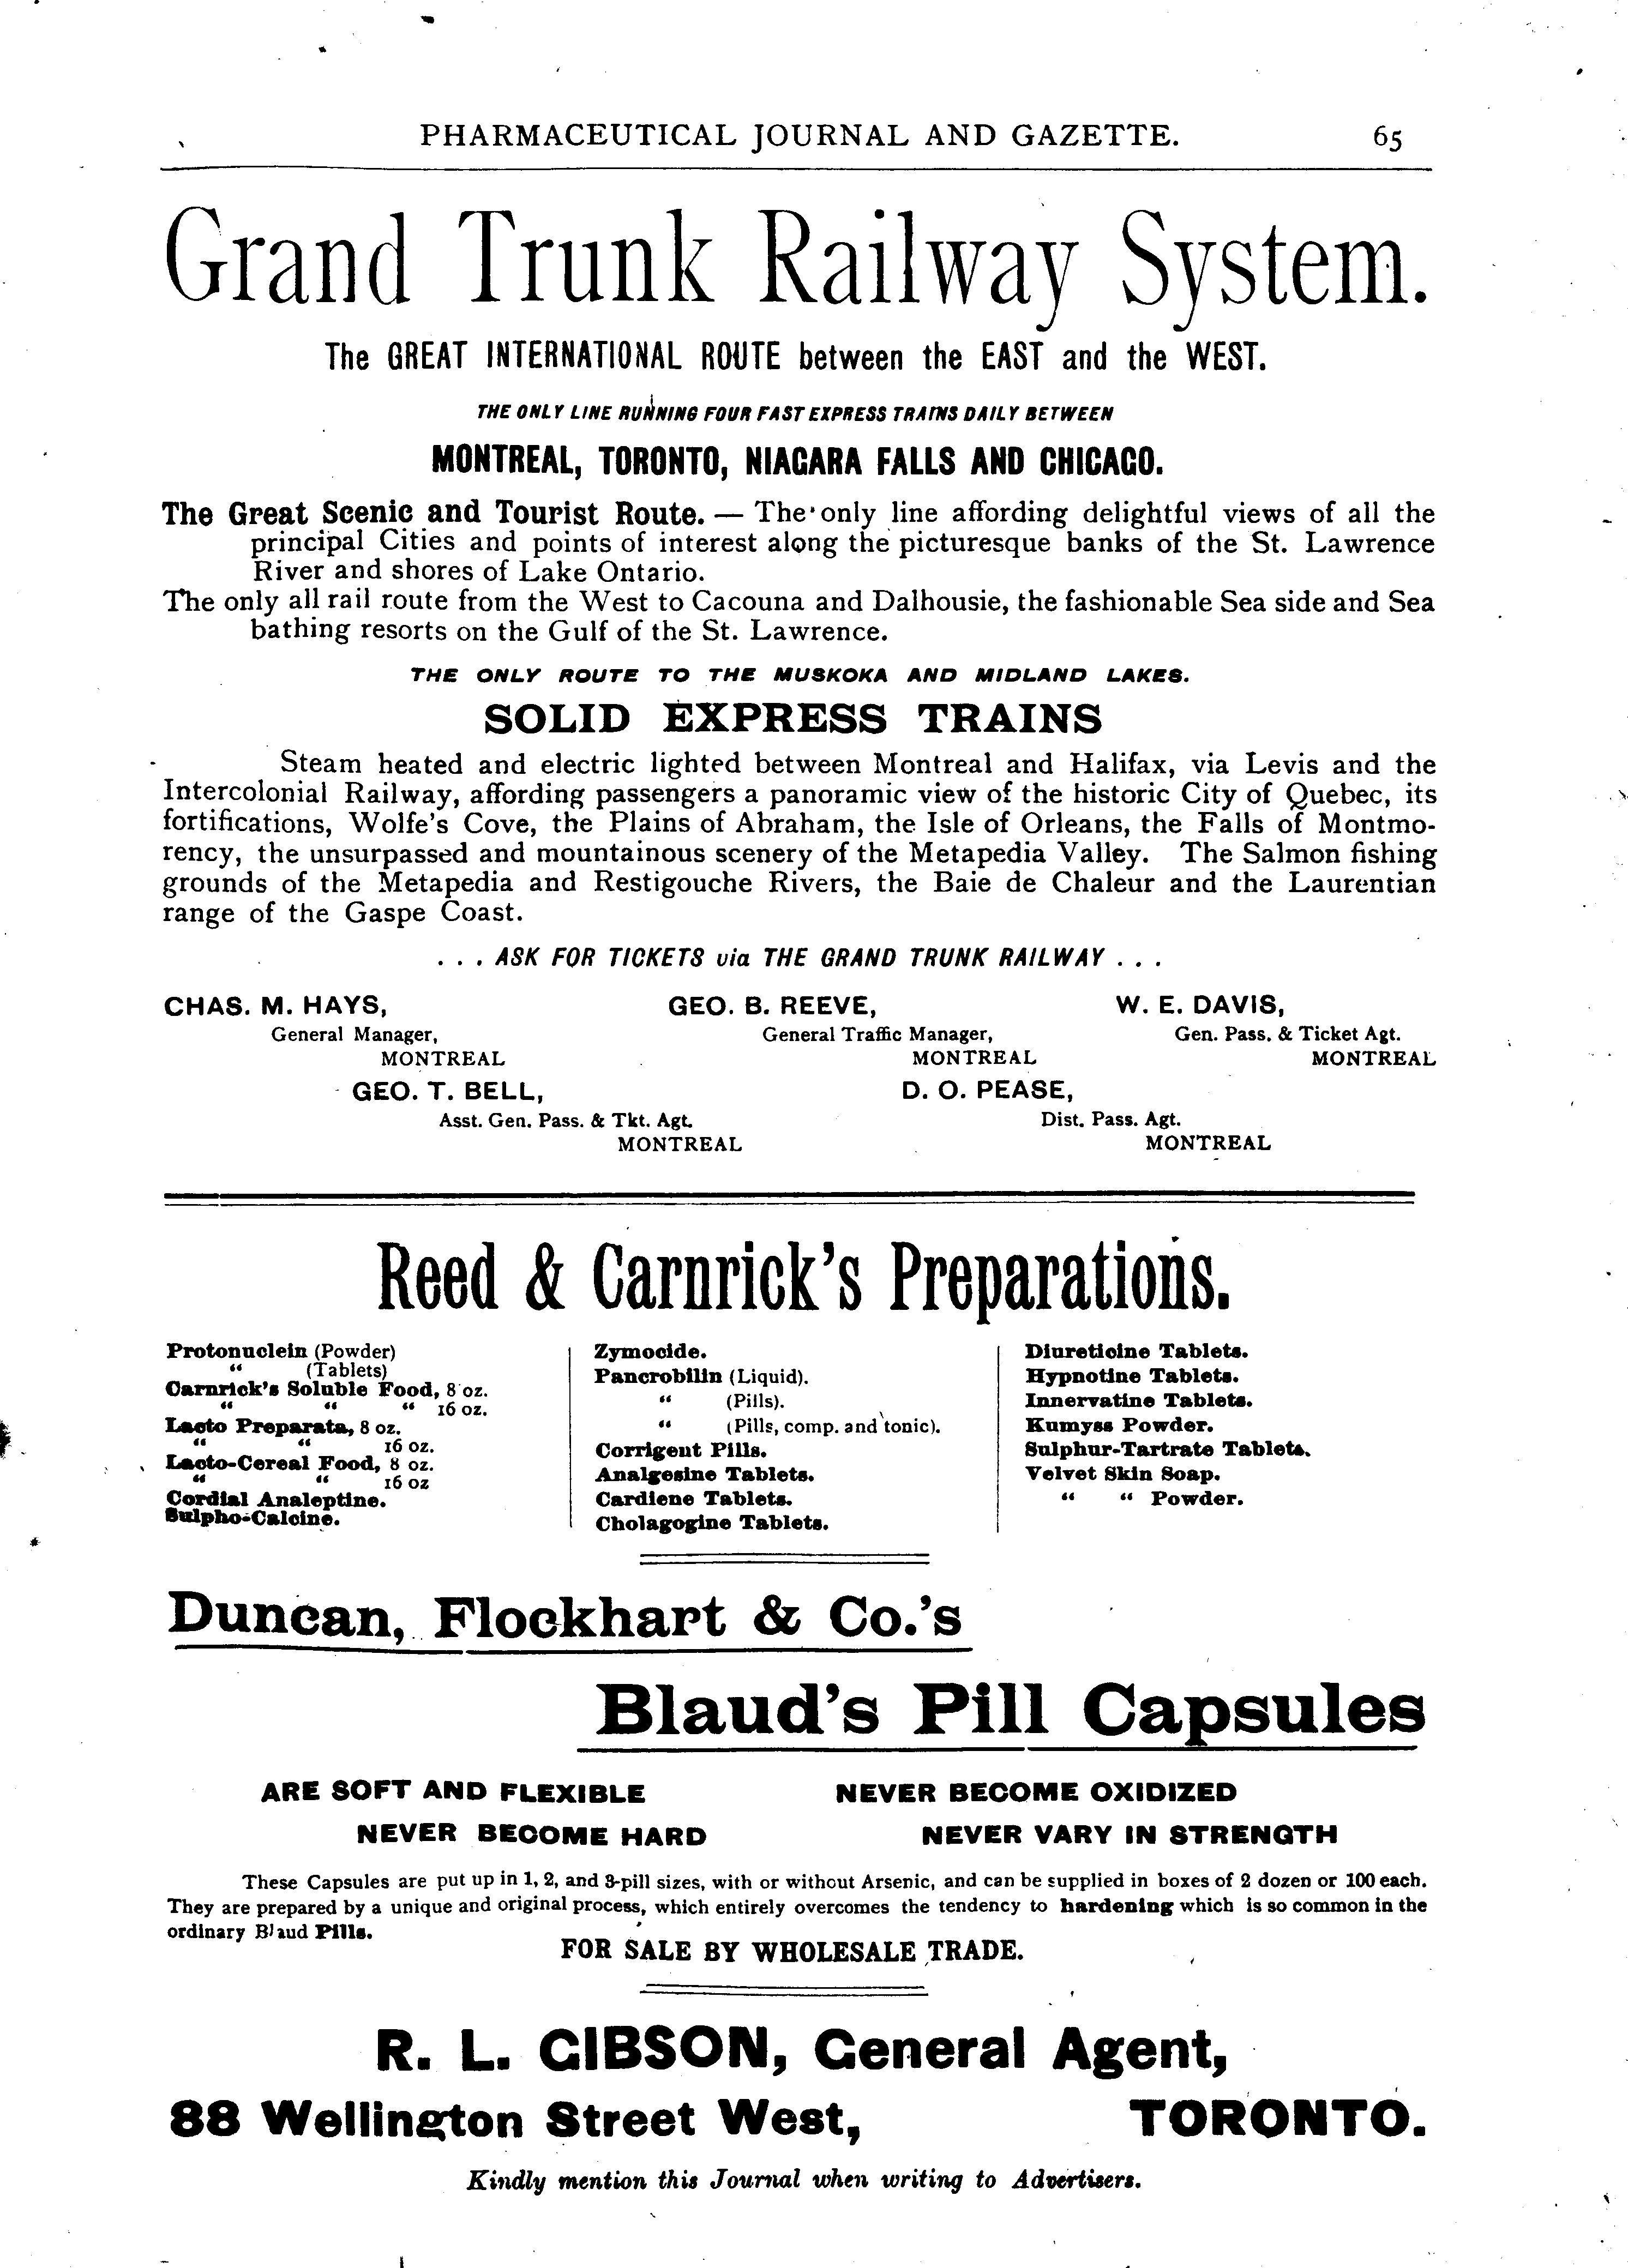 PHARMACEUTICAL JOURNAL AND GAZETTE. 65
Grand Trunk Railway System.
The GREAT INTERNATIONAL ROUTE between the EAST and the WEST.
THE ONLY LINE RUNNING FOUR FAST EXPRESS TRAINS DAILY BETWEEN
MONTREAL, TORONTO, NIAGARA FALLS AND CHICAGO.
The Great Scenic and Tourist Route. — The only line affording delightful views of all the
principal Cities and points of interest along the picturesque banks of the St. Lawrence
River and shores of Lake Ontario.
The only all rail route from the West to Cacouna and Dalhousie, the fashionable Sea side and Sea
bathing resorts on the Gulf of the St. Lawrence.
THE ONLY ROUTE TO THE MUSKOKA AND MIDLAND LAKES.
SOLID EXPRESS TRAINS
Steam heated and electric lighted between Montreal and Halifax, via Levis and the
Intercolonial Railway, affording passengers a panoramic view of the historic City of Quebec, its
fortifications, Wolfe's Cove, the Plains of Abraham, the Isle of Orleans, the Falls of Montmo-
rency, the unsurpassed and mountainous scenery of the Metapedia Valley. The Salmon fishing
grounds of the Metapedia and Restigouche Rivers, the Baie de Chaleur and the Laurentian
range of the Gaspe Coast.
. . . ASK FOR TICKETS via THE GRAND TRUNK RAILWAY . . .
CHAS. M. HAYS,
General Manager,
MONTREAL
GEO. B. REEVE,
General Traffic Manager,
MONTREAL
W. E. DAVIS,
Gen. Pass. & Ticket Agt.
MONTREAL
GEO. T. BELL,
Asst. Gen. Pass. & Tkt. Agt.
MONTREAL
D. O. PEASE,
Dist. Pass. Agt.
MONTREAL
Reed & Carnrick's Preparations.
Protonuclein (Powder)
" (Tablets)
Carnrick's Soluble Food, 8 oz.
" " " 16 oz.
Lacto Preparata, 8 oz.
" " 16 oz.
Lacto-Cereal Food, 8 oz.
" " 16 oz
Cordial Analeptine.
Sulpho-Calcine.
Zymocide.
Pancrobilin (Liquid).
" (Pills).
" (Pills, comp. and tonic).
Corrigent Pills.
Analgesine Tablets.
Cardiene Tablets.
Cholagogine Tablets.
Diureticine Tablets.
Hypnotine Tablets.
Innervatine Tablets.
Kumyss Powder.
Sulphur-Tartrate Tablets.
Velvet Skin Soap.
" " Powder.
Duncan, Flockhart & Co.'s
Blaud's Pill Capsules
ARE SOFT AND FLEXIBLE NEVER BECOME OXIDIZED
NEVER BECOME HARD NEVER VARY IN STRENGTH
These Capsules are put up in 1, 2, and 3-pill sizes, with or without Arsenic, and can be supplied in boxes of 2 dozen or 100 each.
They are prepared by a unique and original process, which entirely overcomes the tendency to hardening which is so common in the
ordinary Blaud Pills.
FOR SALE BY WHOLESALE TRADE.
R. L. GIBSON, General Agent,
88 Wellington Street West, TORONTO.
Kindly mention this Journal when writing to Advertisers.